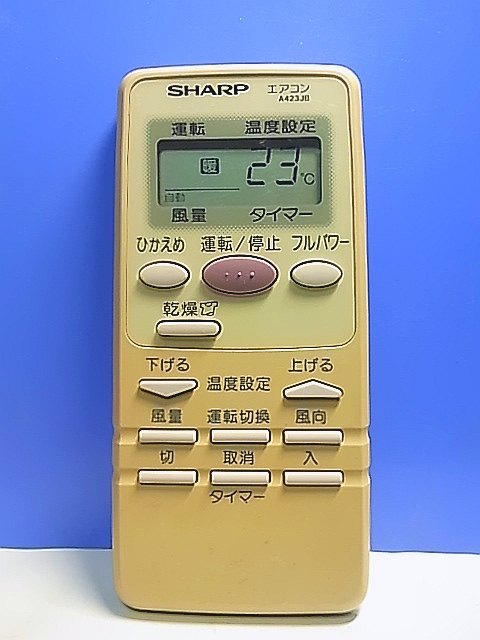 SHARP エアコン
A423JB
運転 温度設定
暖 23℃
自動
風量 タイマー
ひかえめ 運転/停止 フルパワー
乾燥
下げる 上げる
温度設定
風量 運転切換 風向
切 取消 入
タイマー